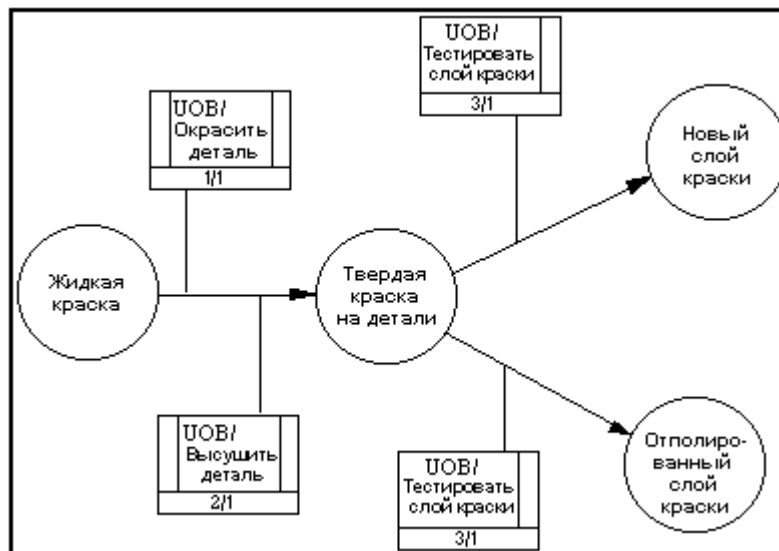 UOB/
Тестировать
слой краски
3/1
UOB/
Окрасить
деталь
1/1
Новый
слой
краски
Жидкая
краска
Твердая
краска
на детали
UOB/
Высушить
деталь
2/1
UOB/
Тестировать
слой краски
3/1
Отполиро-
ванный
слой
краски